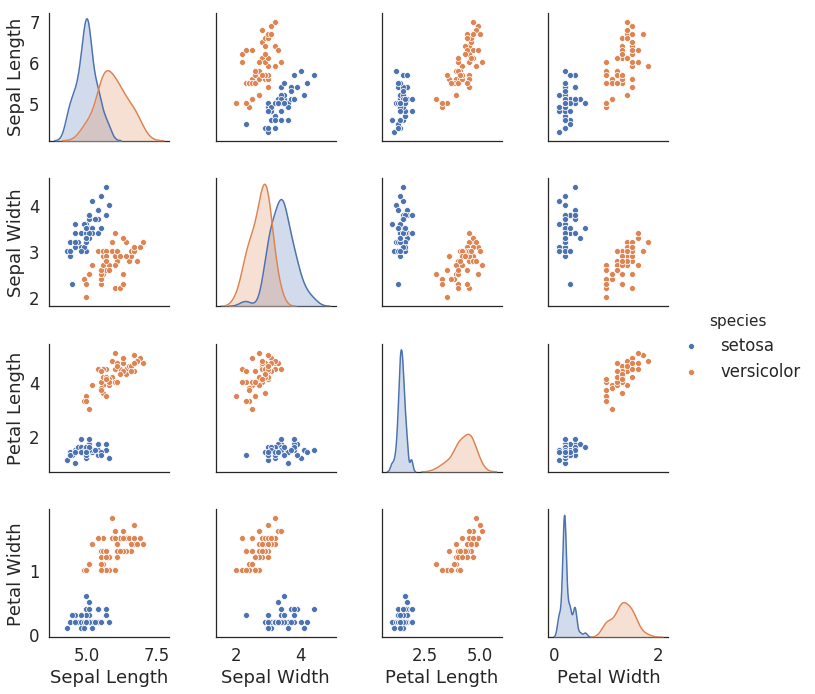 Sepal Length
7
6
5
Sepal Width
4
3
2
species
setosa
versicolor
Petal Length
4
2
Petal Width
1
0
5.0 7.5
2 4
2.5 5.0
0 2
Sepal Length
Sepal Width
Petal Length
Petal Width